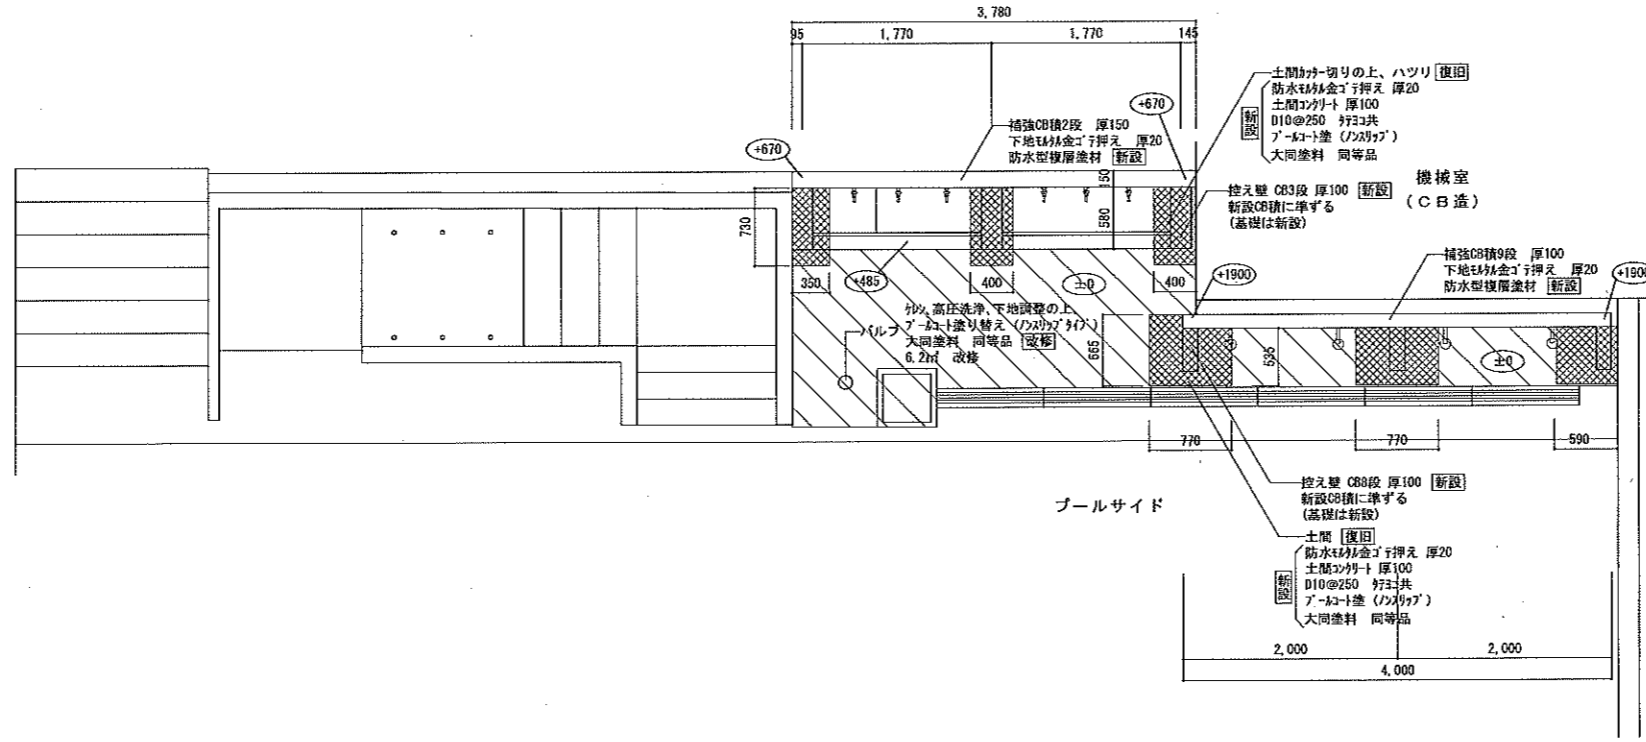 3,780
95
1,770
1,770
145
土間ｶｯﾀｰ切りの上、ハツリ 復旧
防水ﾓﾙﾀﾙ金ｺﾞﾃ押え 厚20
土間ｺﾝｸﾘｰﾄ 厚100
D10@250 ﾀﾃﾖｺ共
ﾌﾟｰﾙｺｰﾄ塗 (ﾉﾝｽﾘｯﾌﾟ)
大同塗料 同等品
新設
+670
補強CB積2段 厚150
下地ﾓﾙﾀﾙ金ｺﾞﾃ押え 厚20
防水型複層塗材 新設
+670
機械室
(CB造)
控え壁 CB3段 厚100 新設
新設CB積に準ずる
(基礎は新設)
730
150
580
補強CB積9段 厚100
下地ﾓﾙﾀﾙ金ｺﾞﾃ押え 厚20
防水型複層塗材 新設
350
+485
400
±0
400
+1900
+1900
ｹﾚﾝ、高圧洗浄、下地調整の上
ﾌﾟｰﾙｺｰﾄ塗り替え (ﾉﾝｽﾘｯﾌﾟﾀｲﾌﾟ)
大同塗料 同等品 改修
6.2㎡ 改修
バルブ
665
535
±0
770
770
590
プールサイド
控え壁 CB8段 厚100 新設
新設CB積に準ずる
(基礎は新設)
土間 復旧
防水ﾓﾙﾀﾙ金ｺﾞﾃ押え 厚20
土間ｺﾝｸﾘｰﾄ 厚100
D10@250 ﾀﾃﾖｺ共
ﾌﾟｰﾙｺｰﾄ塗 (ﾉﾝｽﾘｯﾌﾟ)
大同塗料 同等品
新設
2,000
2,000
4,000